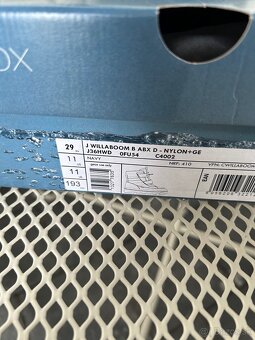 OX
29
J WILLABOOM B ABX D - NYLON+GE
J36HWD 0FU54 C4002
11
NAVY
11
193